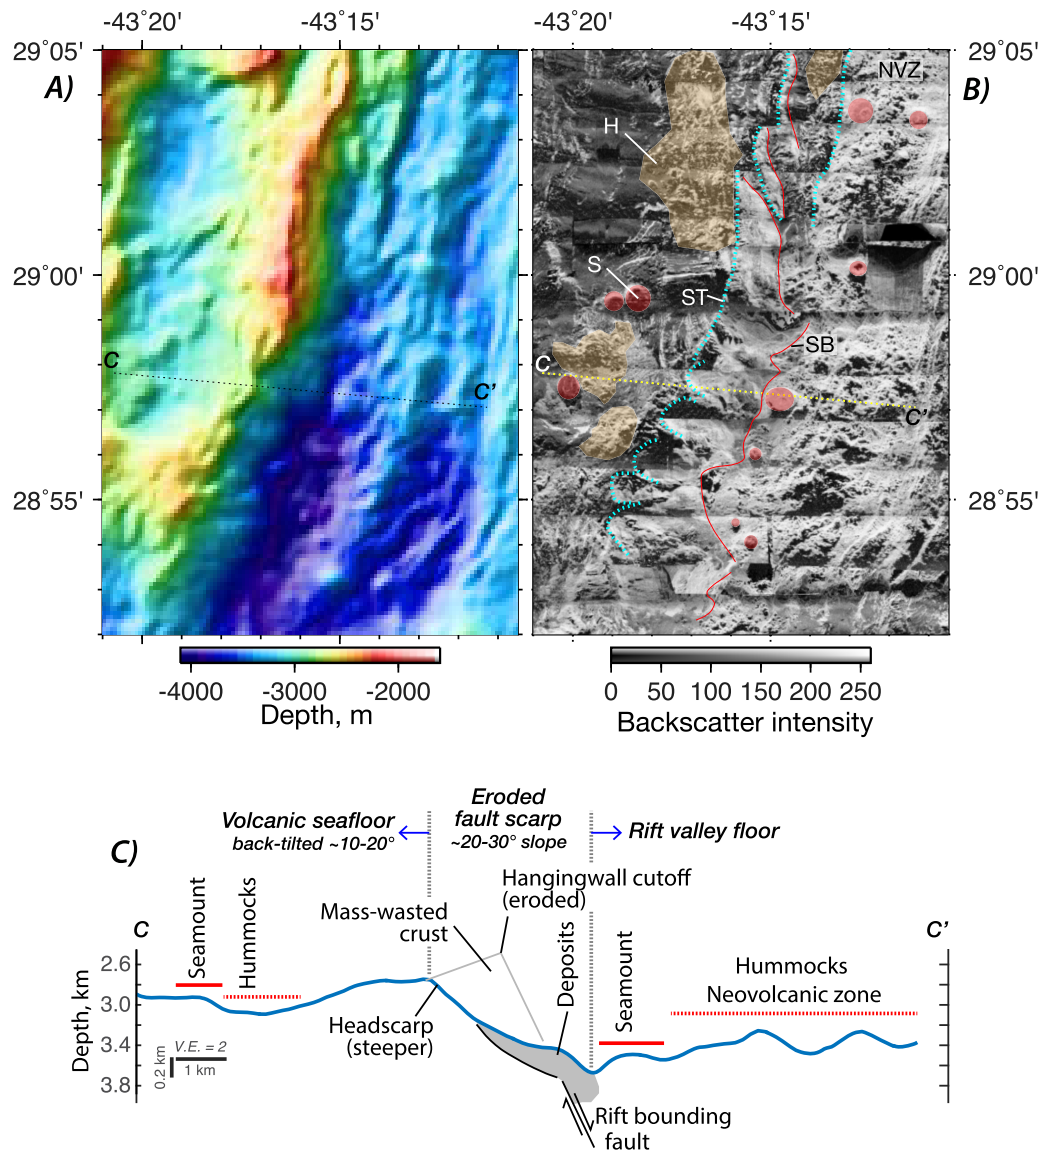 -43˚20'
-43˚15'
-43˚20'
-43˚15'
29˚05'
29˚00'
28˚55'
A)
C
C'
29˚05'
29˚00'
28˚55'
B)
NVZ
H
S
ST
SB
C
C'
-4000
-3000
-2000
Depth, m
0
50
100
150
200
250
Backscatter intensity
C)
Volcanic seafloor
back-tilted ~10-20°
Eroded
fault scarp
~20-30° slope
Rift valley floor
Hangingwall cutoff
(eroded)
Mass-wasted
crust
C
Seamount
Hummocks
Deposits
Seamount
Hummocks
Neovolcanic zone
C'
Depth, km
2.6
3.0
3.4
3.8
Headscarp
(steeper)
V.E. = 2
0.2 km
1 km
Rift bounding
fault